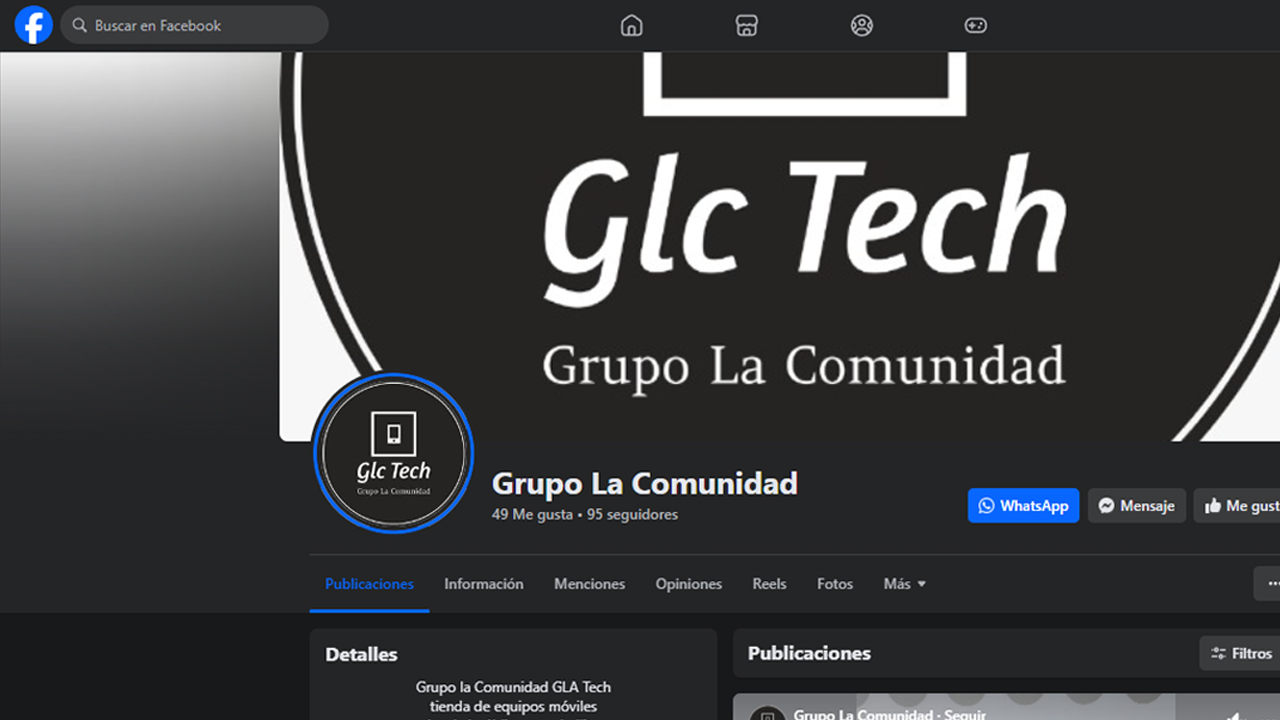 Buscar en Facebook
Glc Tech
Grupo La Comunidad
Glc Tech
Grupo La Comunidad
Grupo La Comunidad
49 Me gusta • 95 seguidores
WhatsApp
Mensaje
Me gust
Publicaciones
Información
Menciones
Opiniones
Reels
Fotos
Más
Detalles
Grupo la Comunidad GLA Tech
tienda de equipos móviles
Publicaciones
Filtros
Grupo La Comunidad · Seguir